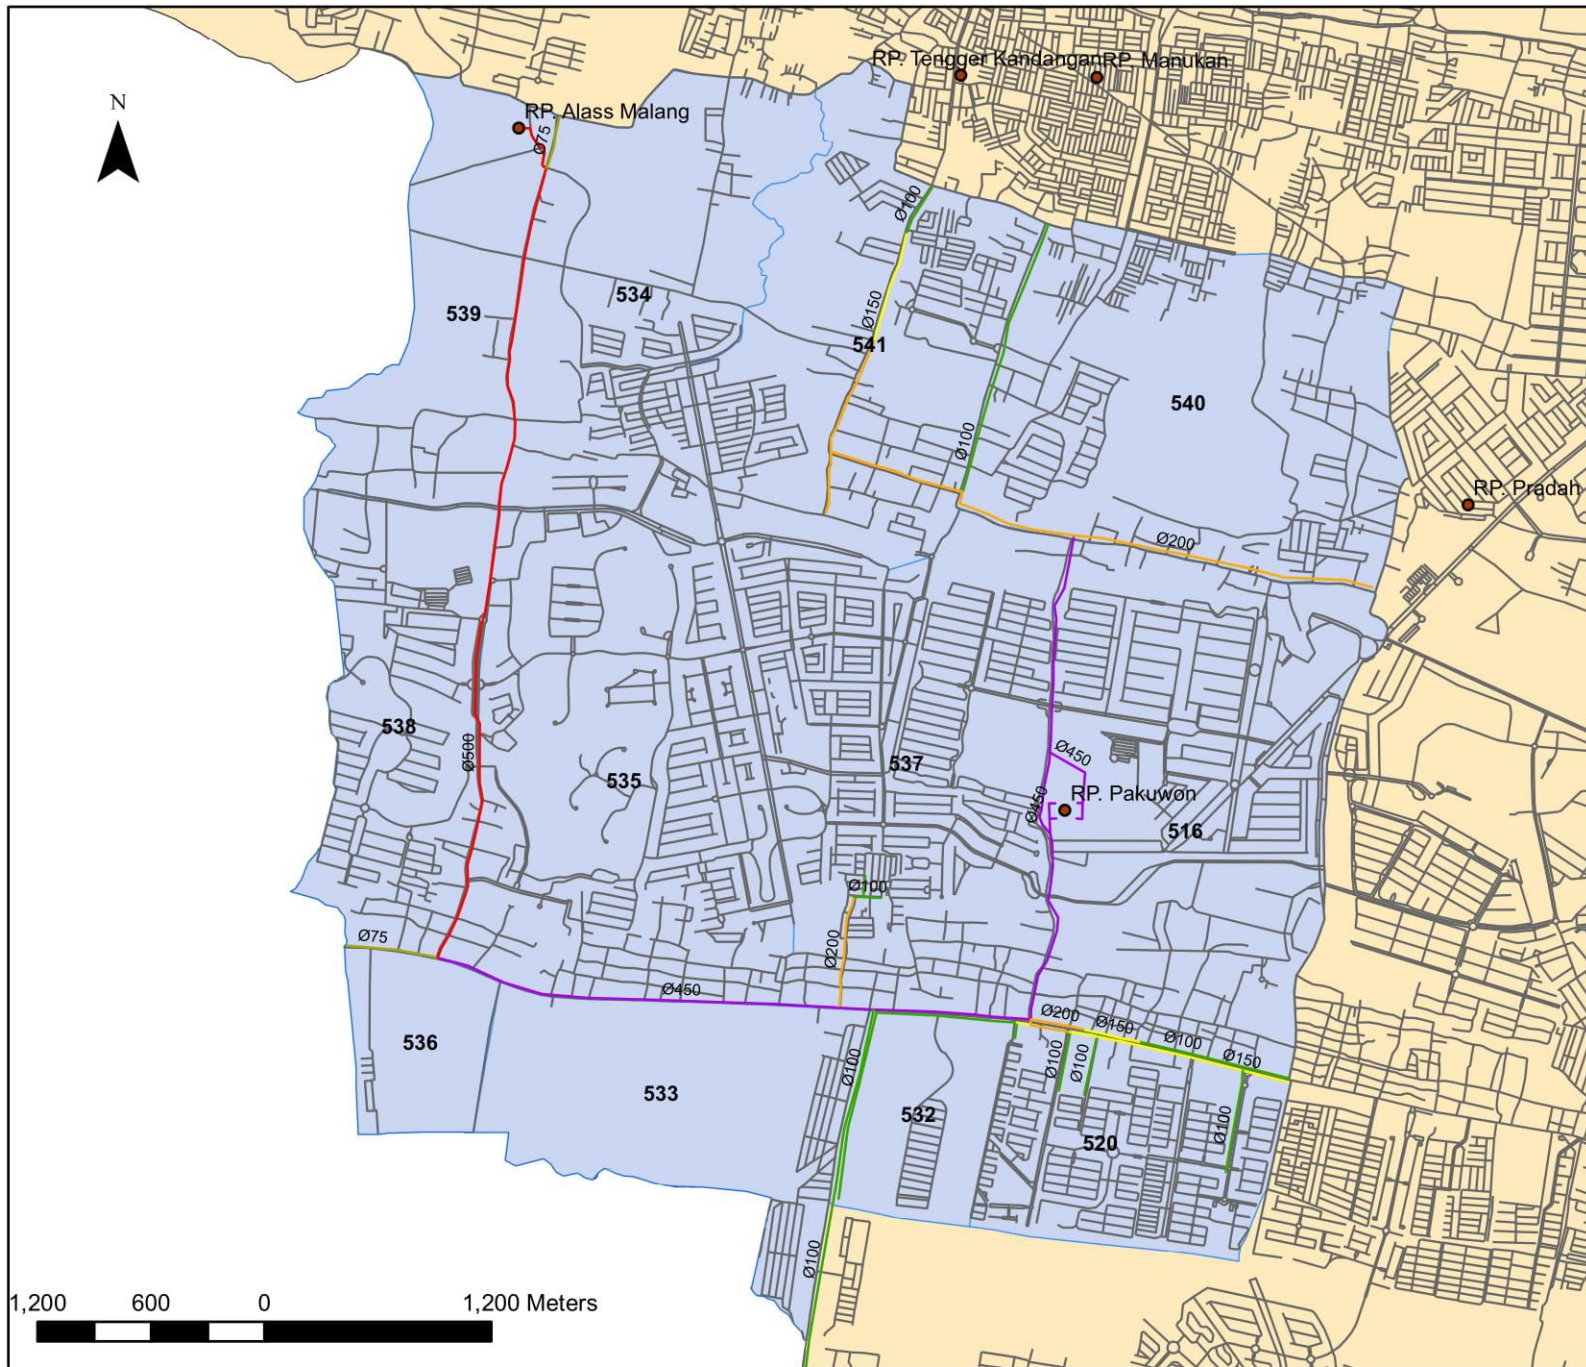 RP. Tengger Kandangan
RP. Manukan
N
RP. Alass Malang
Ø75
Ø100
534
539
Ø150
541
540
Ø100
RP. Pradah
Ø200
538
Ø500
535
537
Ø450
RP. Pakuwon
Ø450
516
Ø100
Ø75
Ø200
Ø450
Ø200
Ø150
Ø100
Ø150
536
Ø100
Ø100
Ø100
533
532
520
Ø100
Ø100
1,200 600 0 1,200 Meters